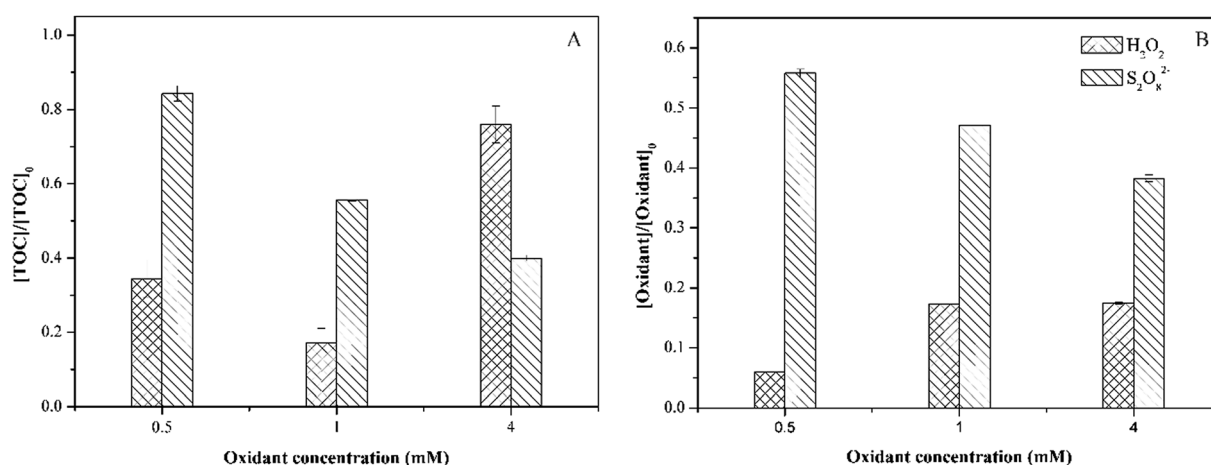 A
1.0
0.8
0.6
0.4
0.2
0.0
[TOC]/[TOC]₀
0.5
1
4
Oxidant concentration (mM)
B
H₂O₂
S₂O₈²⁻
0.6
0.5
0.4
0.3
0.2
0.1
0.0
[Oxidant]/[Oxidant]₀
0.5
1
4
Oxidant concentration (mM)